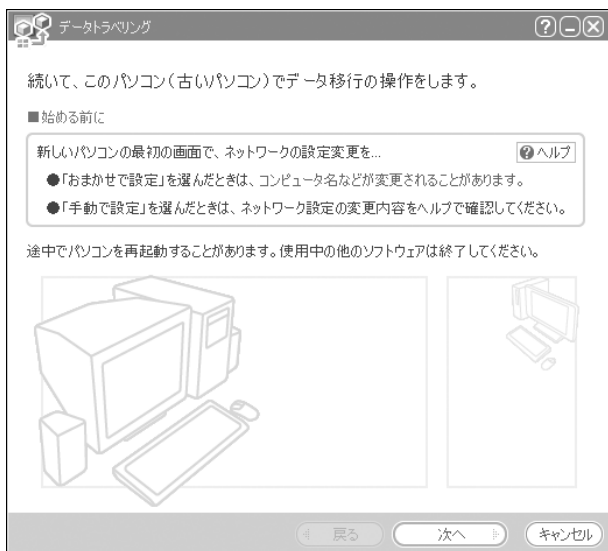 データトラベリング
続いて、このパソコン(古いパソコン)でデータ移行の操作をします。
■始める前に
新しいパソコンの最初の画面で、ネットワークの設定変更を...
ヘルプ
●「おまかせで設定」を選んだときは、コンピュータ名などが変更されることがあります。
●「手動で設定」を選んだときは、ネットワーク設定の変更内容をヘルプで確認してください。
途中でパソコンを再起動することがあります。使用中の他のソフトウェアは終了してください。
戻る 次へ キャンセル